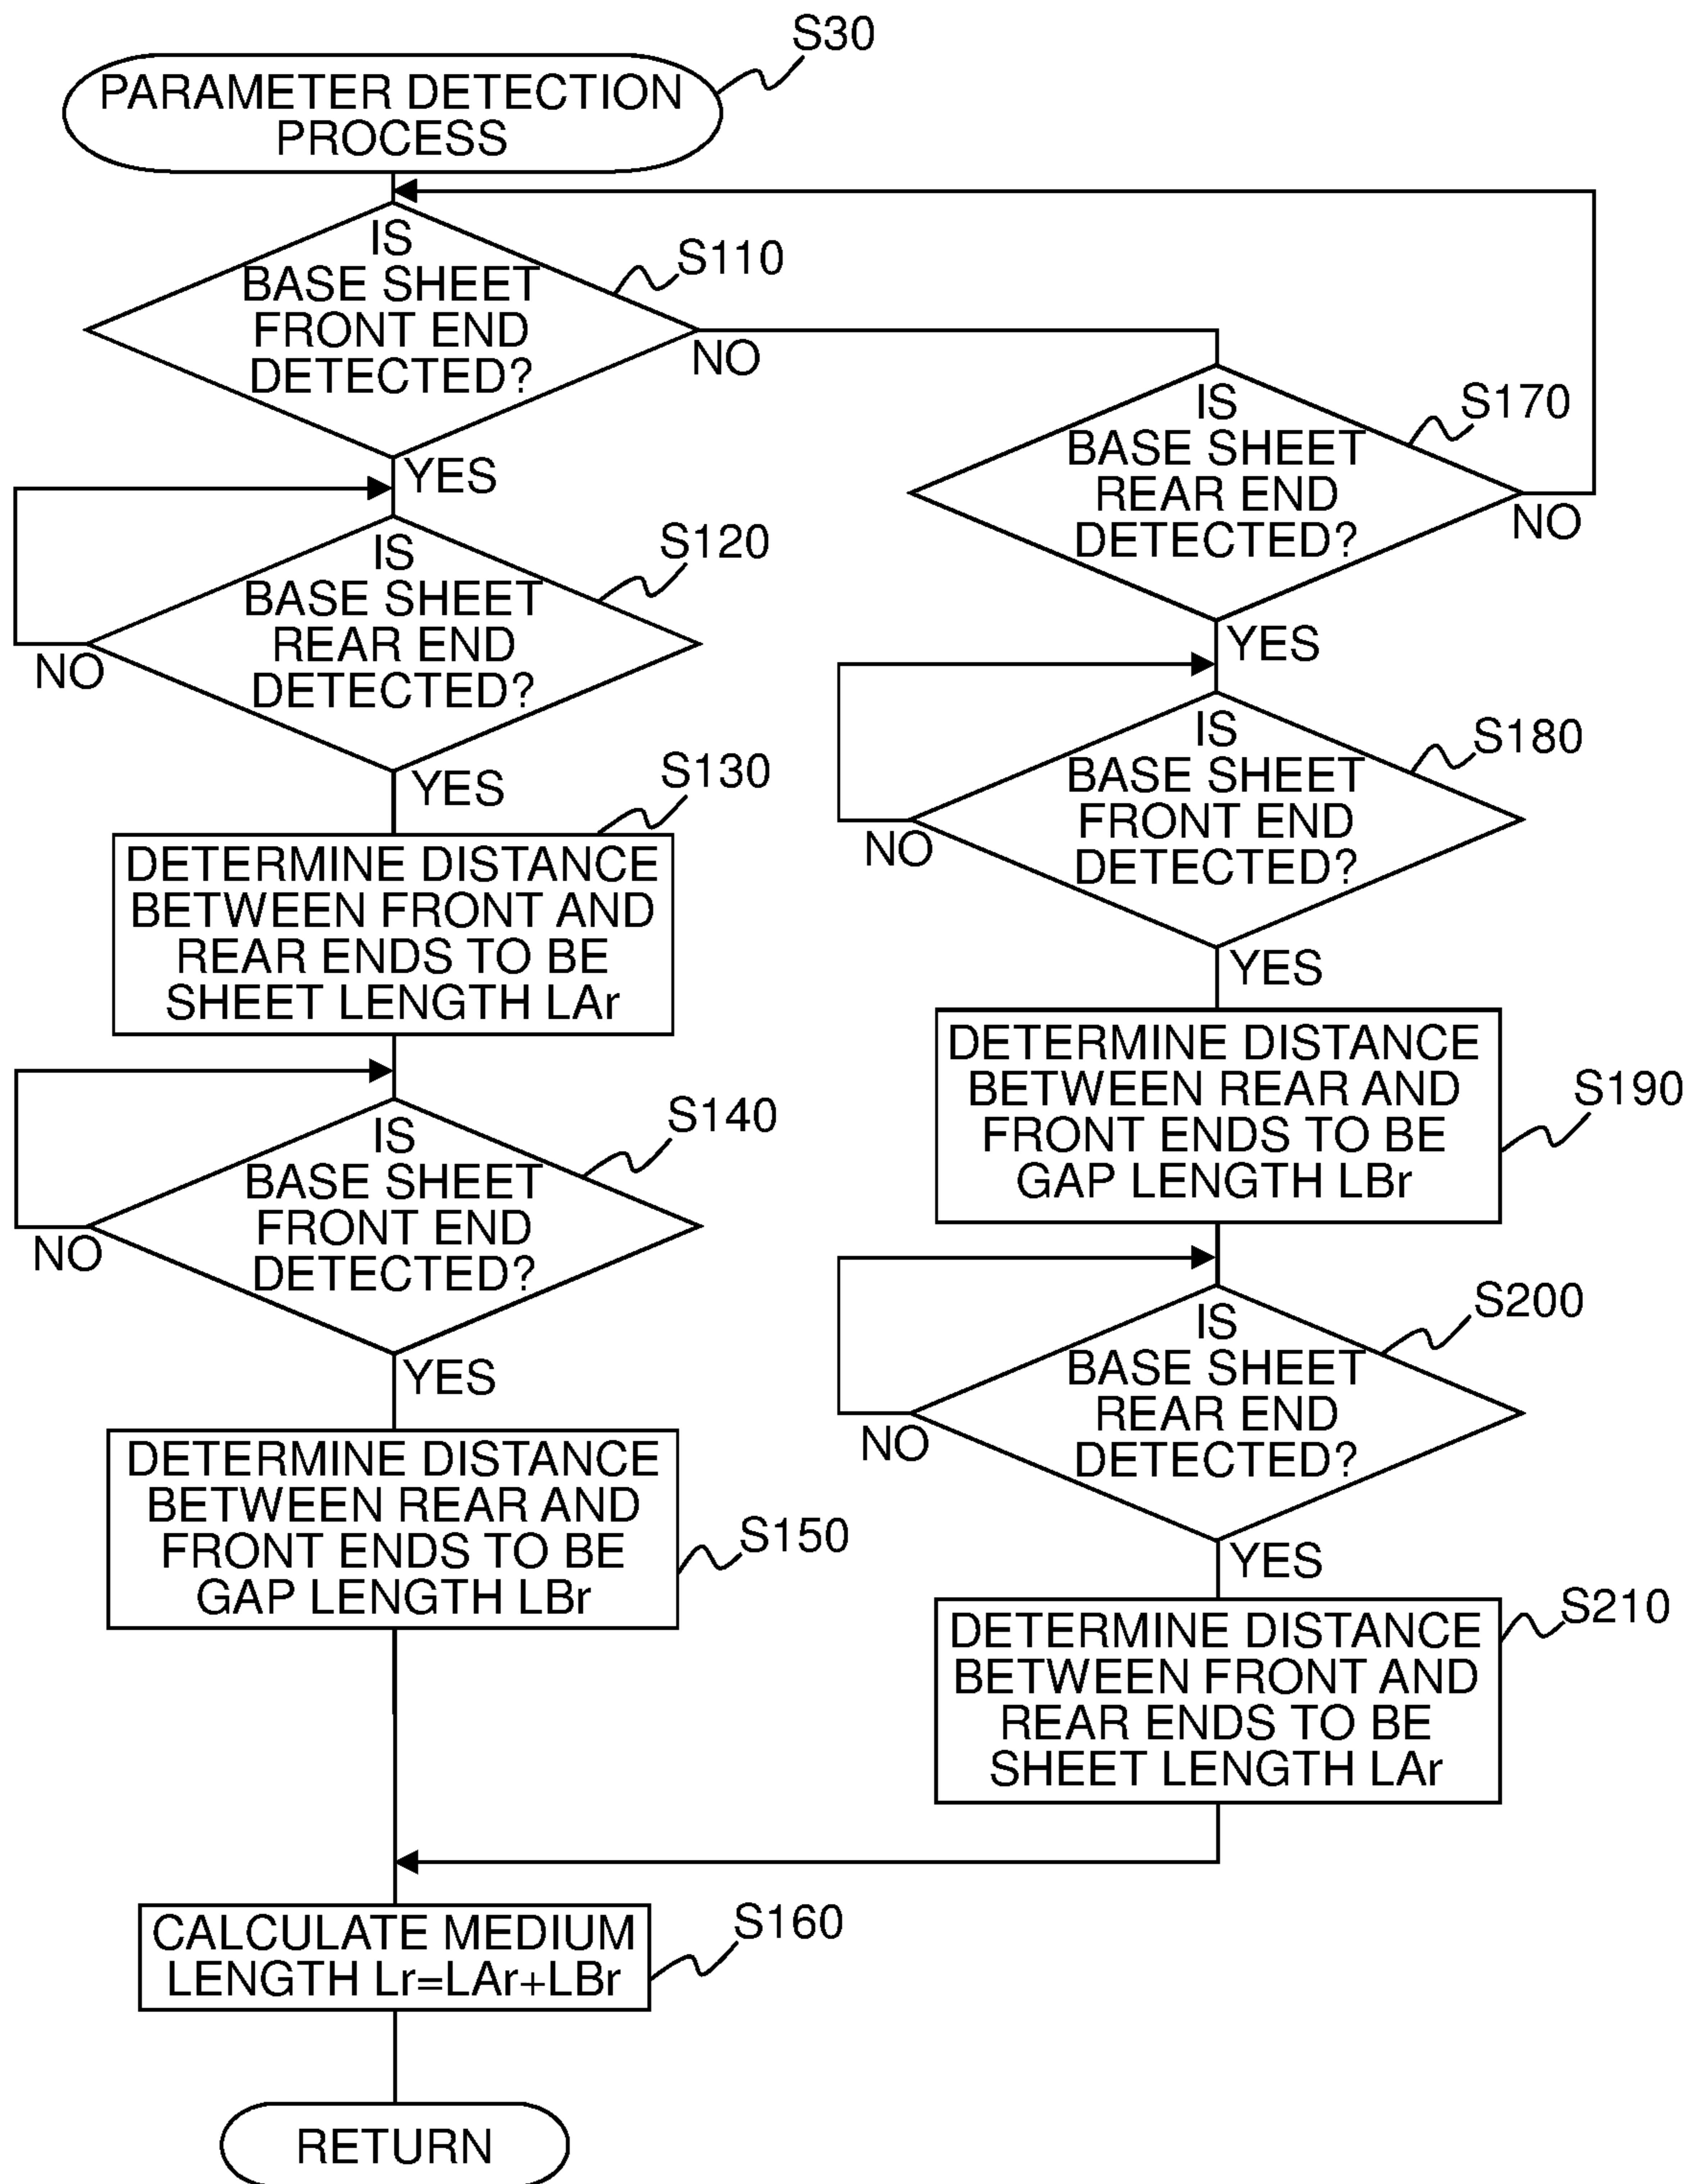 S30
PARAMETER DETECTION
PROCESS
IS
BASE SHEET
FRONT END
DETECTED?
S110
NO
YES
IS
BASE SHEET
REAR END
DETECTED?
S120
NO
YES
S130
DETERMINE DISTANCE
BETWEEN FRONT AND
REAR ENDS TO BE
SHEET LENGTH LAr
IS
BASE SHEET
FRONT END
DETECTED?
S140
NO
YES
DETERMINE DISTANCE
BETWEEN REAR AND
FRONT ENDS TO BE
GAP LENGTH LBr
S150
IS
BASE SHEET
REAR END
DETECTED?
S170
NO
YES
IS
BASE SHEET
FRONT END
DETECTED?
S180
NO
YES
DETERMINE DISTANCE
BETWEEN REAR AND
FRONT ENDS TO BE
GAP LENGTH LBr
S190
IS
BASE SHEET
REAR END
DETECTED?
S200
NO
YES
DETERMINE DISTANCE
BETWEEN FRONT AND
REAR ENDS TO BE
SHEET LENGTH LAr
S210
CALCULATE MEDIUM
LENGTH Lr=LAr+LBr
S160
RETURN